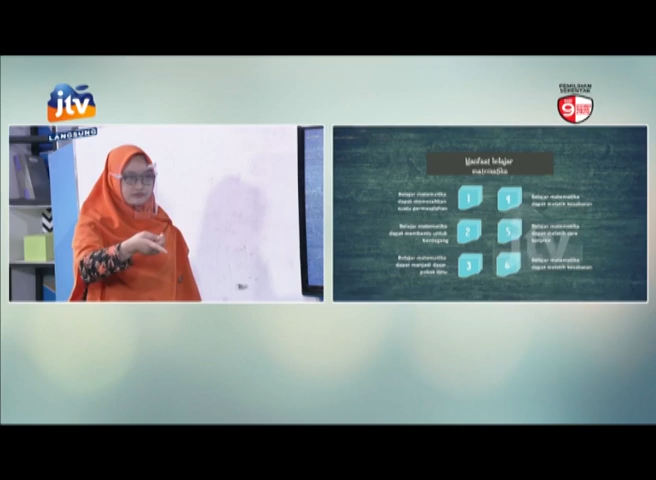 jtv
LANGSUNG
PEMILIHAN
SERENTAK
9
Manfaat belajar
matematika
Belajar matematika
dapat memecahkan
suatu permasalahan
1
Belajar matematika
dapat membantu untuk
berdagang
2
Belajar matematika
dapat menjadi dasar
pokok ilmu
3
4
Belajar matematika
dapat melatih kesabaran
5
Belajar matematika
dapat melatih cara
berpikir
6
Belajar matematika
dapat melatih kesabaran
jtv